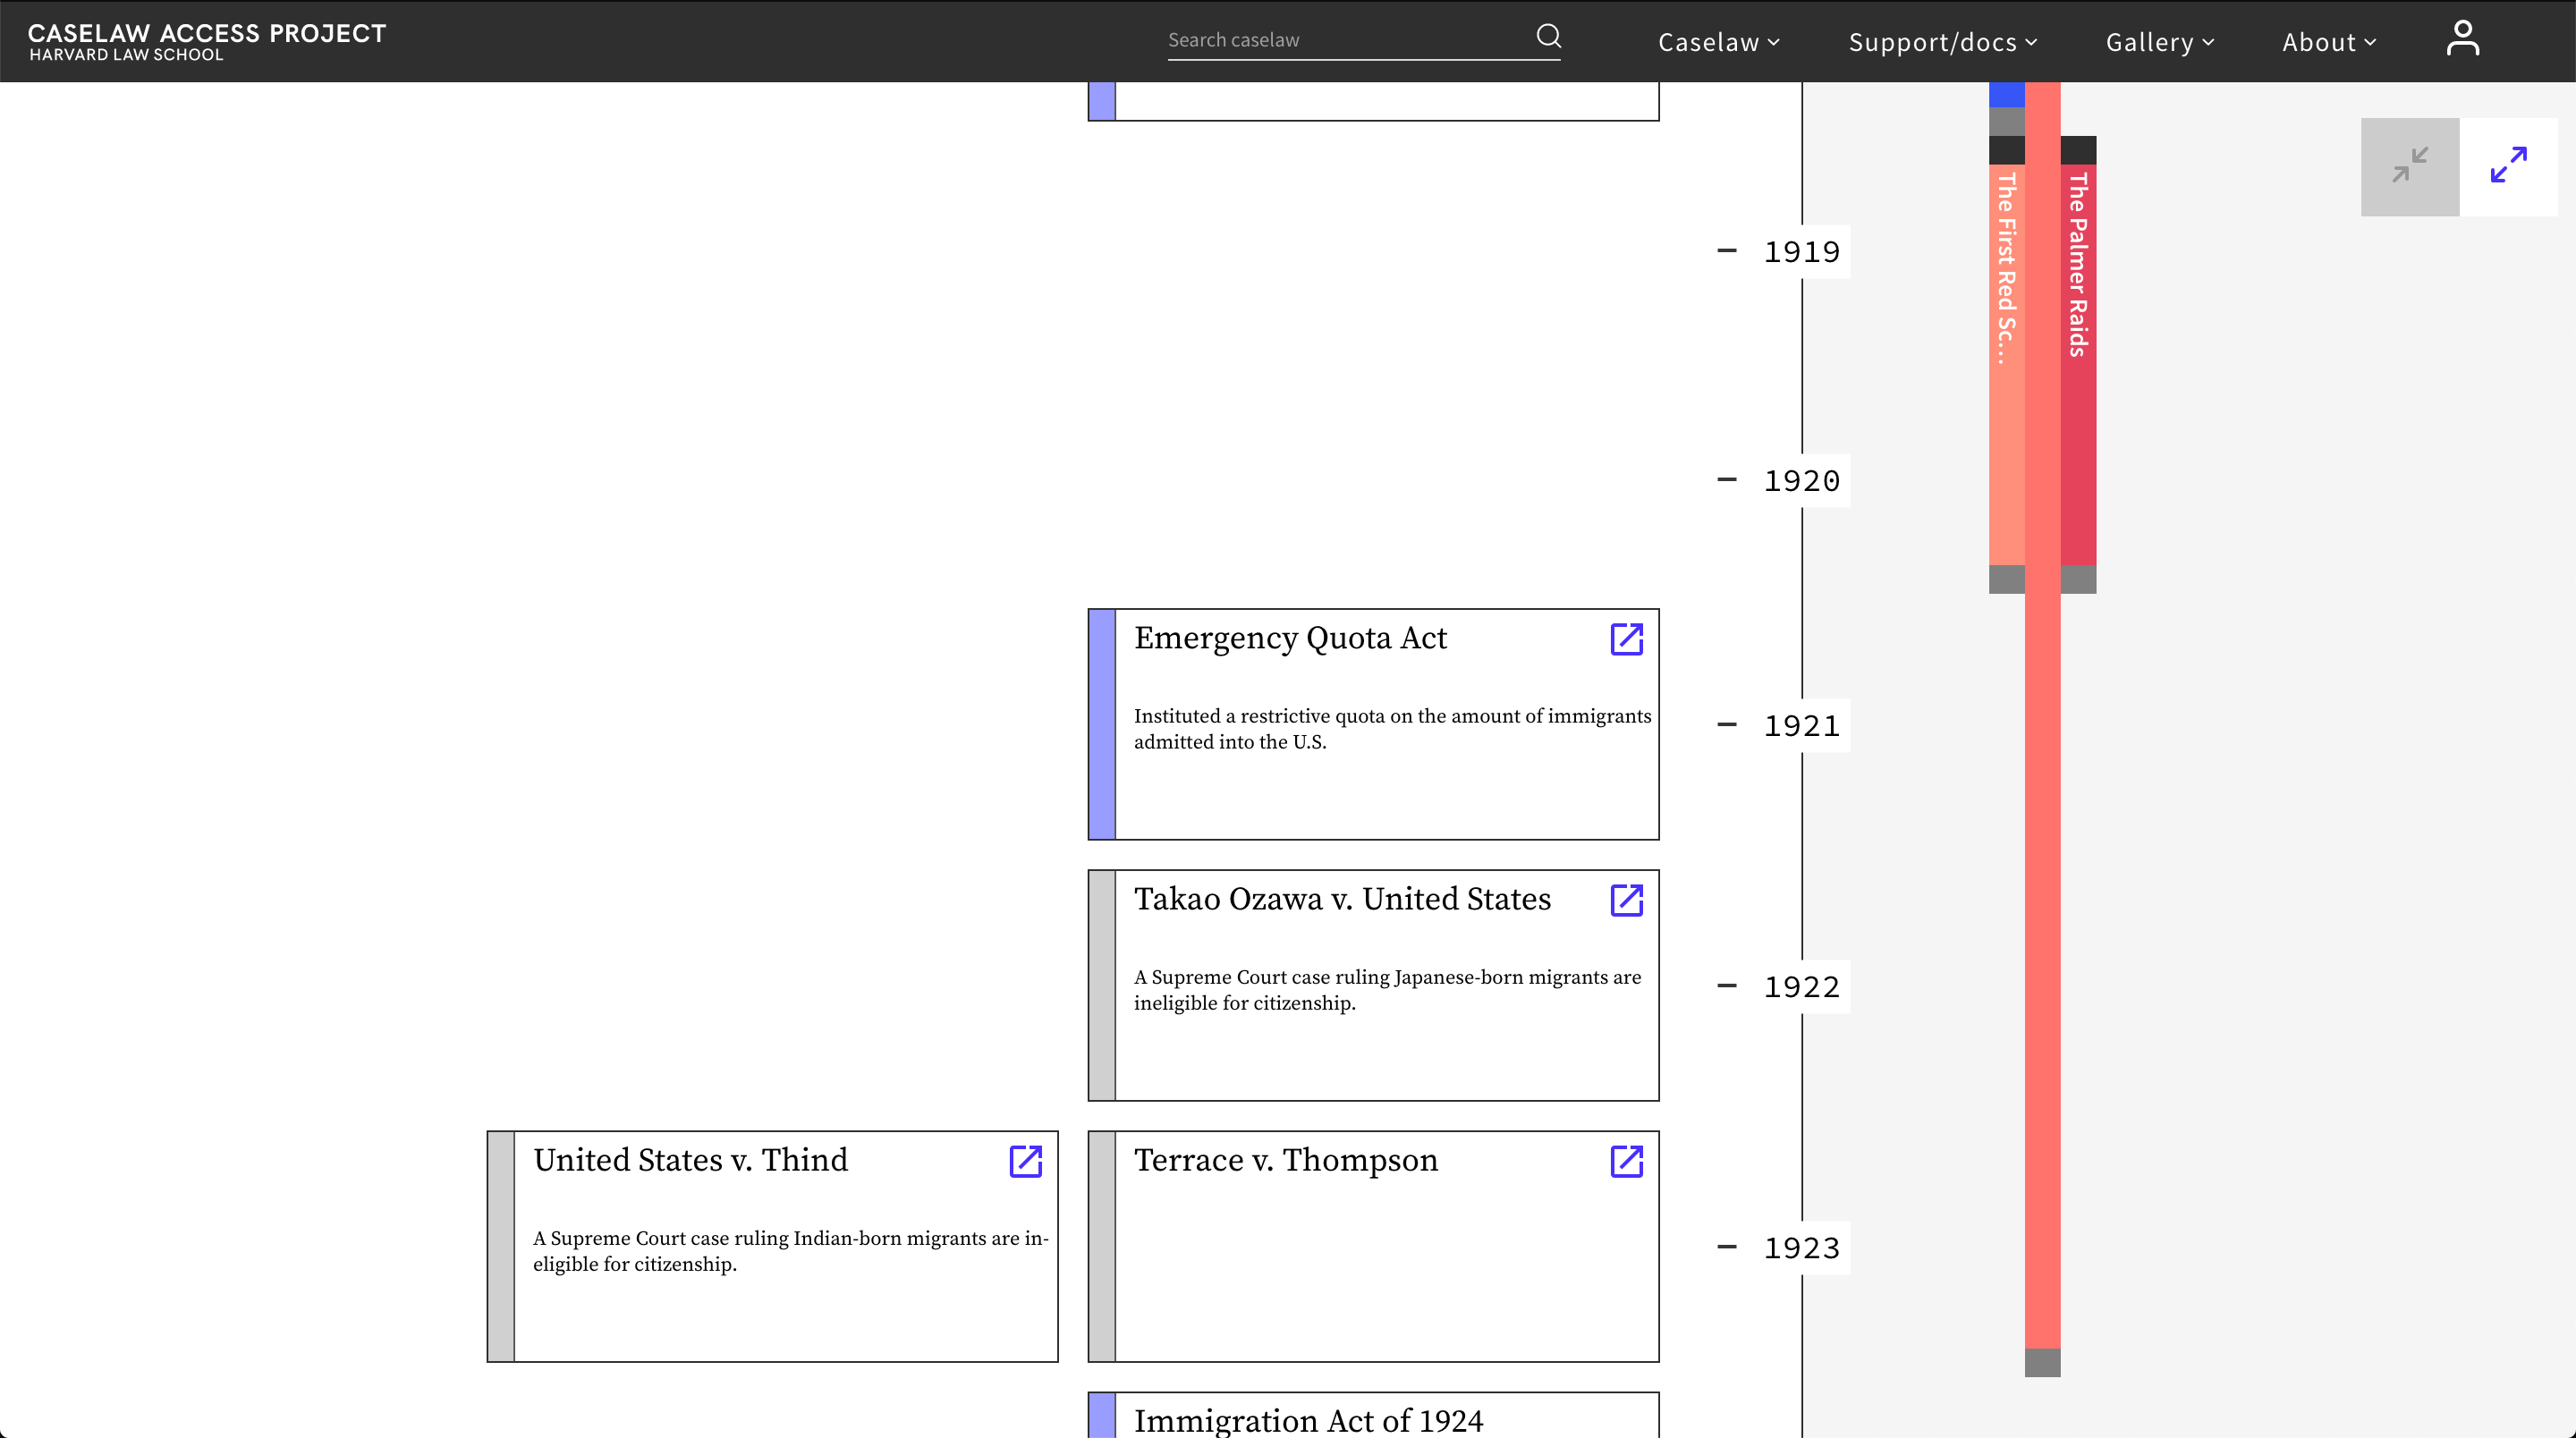 CASELAW ACCESS PROJECT
HARVARD LAW SCHOOL
Search caselaw
Caselaw
Support/docs
Gallery
About
The First Red Sc...
The Palmer Raids
1919
1920
Emergency Quota Act
Instituted a restrictive quota on the amount of immigrants
admitted into the U.S.
1921
Takao Ozawa v. United States
A Supreme Court case ruling Japanese-born migrants are
ineligible for citizenship.
1922
United States v. Thind
A Supreme Court case ruling Indian-born migrants are in-
eligible for citizenship.
Terrace v. Thompson
1923
Immigration Act of 1924